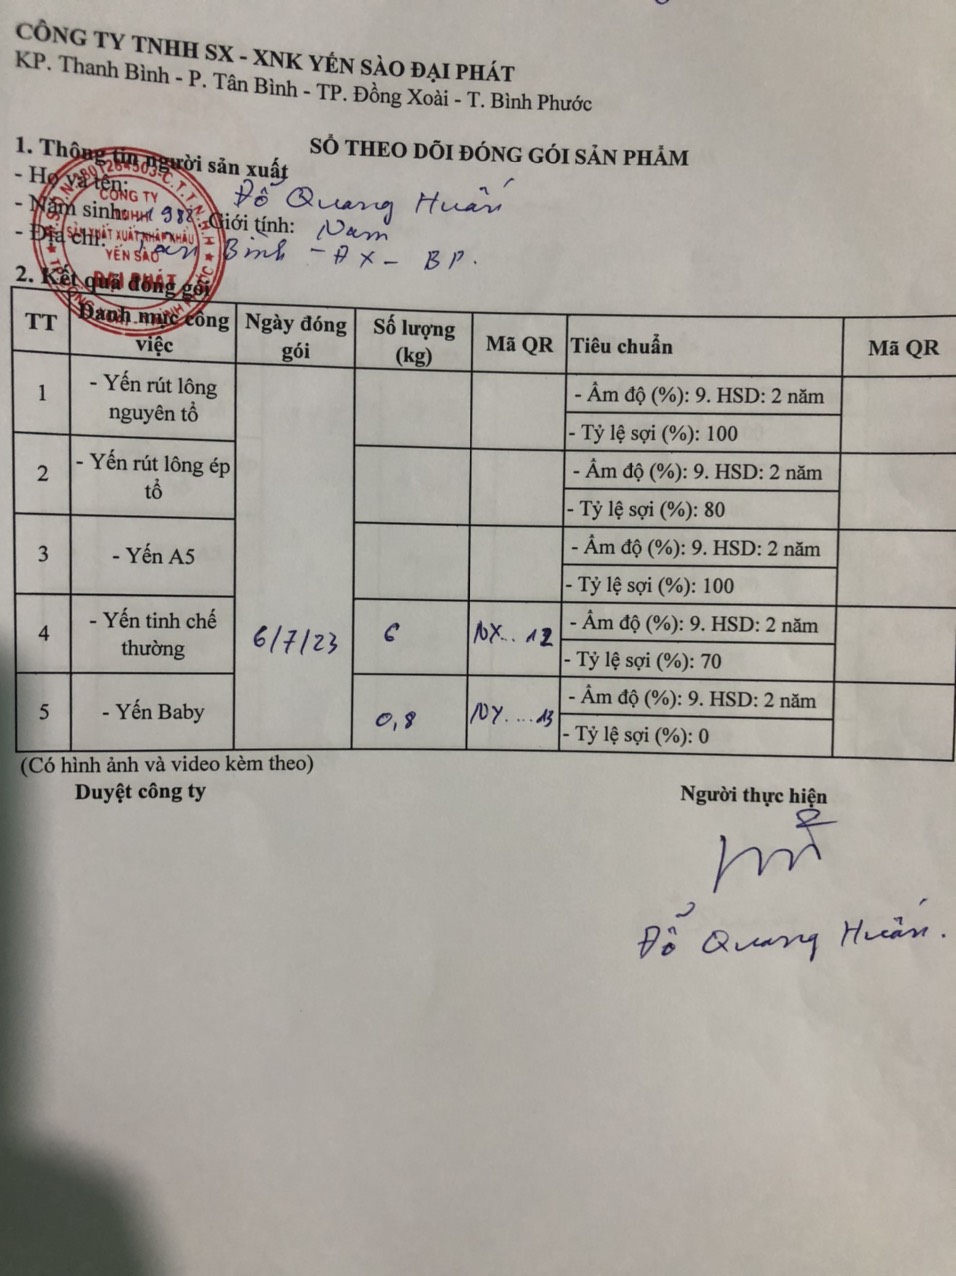 CÔNG TY TNHH SX - XNK YẾN SÀO ĐẠI PHÁT
KP. Thanh Bình - P. Tân Bình - TP. Đồng Xoài - T. Bình Phước
SỔ THEO DÕI ĐÓNG GÓI SẢN PHẨM
1. Thông tin người sản xuất
- Họ và tên: Đỗ Quang Huấn
- Năm sinh: 1988 Giới tính: Nam
- Địa chỉ: Tân Bình - ĐX - BP.
CÔNG TY
TNHH
SẢN XUẤT XUẤT NHẬP KHẨU
YẾN SÀO
ĐẠI PHÁT
2. Kết quả đóng gói
TT Danh mục công việc Ngày đóng gói Số lượng (kg) Mã QR Tiêu chuẩn Mã QR
1 - Yến rút lông nguyên tổ - Ẩm độ (%): 9. HSD: 2 năm
- Tỷ lệ sợi (%): 100
2 - Yến rút lông ép tổ - Ẩm độ (%): 9. HSD: 2 năm
- Tỷ lệ sợi (%): 80
3 - Yến A5 - Ẩm độ (%): 9. HSD: 2 năm
- Tỷ lệ sợi (%): 100
4 - Yến tinh chế thường 6/7/23 6 NX... 12 - Ẩm độ (%): 9. HSD: 2 năm
- Tỷ lệ sợi (%): 70
5 - Yến Baby 0,8 NY....13 - Ẩm độ (%): 9. HSD: 2 năm
- Tỷ lệ sợi (%): 0
(Có hình ảnh và video kèm theo)
Duyệt công ty Người thực hiện
Đỗ Quang Huấn.